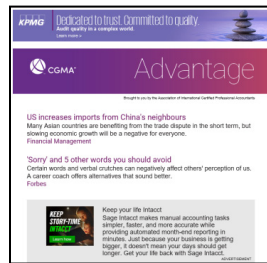 KPMG
Dedicated to trust. Committed to quality.
Audit quality in a complex world.
Learn more >
CGMA®
Advantage
Brought to you by the Association of International Certified Professional Accountants
US increases imports from China's neighbours
Many Asian countries are benefiting from the trade dispute in the short term, but
slowing economic growth will be a negative for everyone.
Financial Management
'Sorry' and 5 other words you should avoid
Certain words and verbal crutches can negatively affect others' perception of us.
A career coach offers alternatives that sound better.
Forbes
KEEP
STORY-TIME
INTACCT
Learn Now
Keep your life Intacct
Sage Intacct makes manual accounting tasks
simpler, faster, and more accurate while
providing automated month-end reporting in
minutes. Just because your business is getting
bigger, it doesn't mean your days should get
longer. Get your life back with Sage Intacct.
ADVERTISEMENT